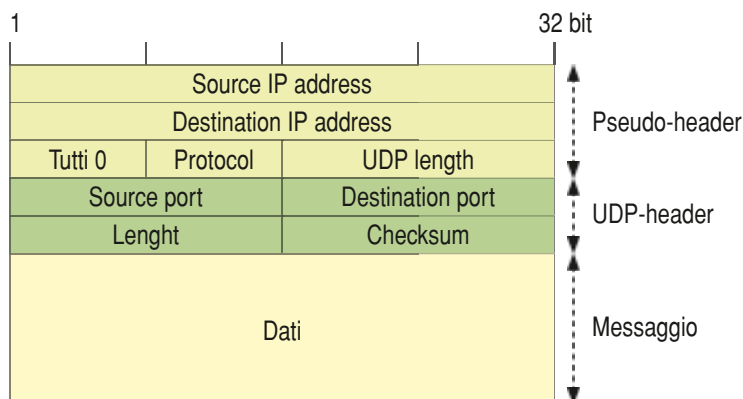 1 32 bit
Source IP address
Destination IP address
Pseudo-header
Tutti 0 Protocol UDP length
Source port Destination port
UDP-header
Lenght Checksum
Dati
Messaggio